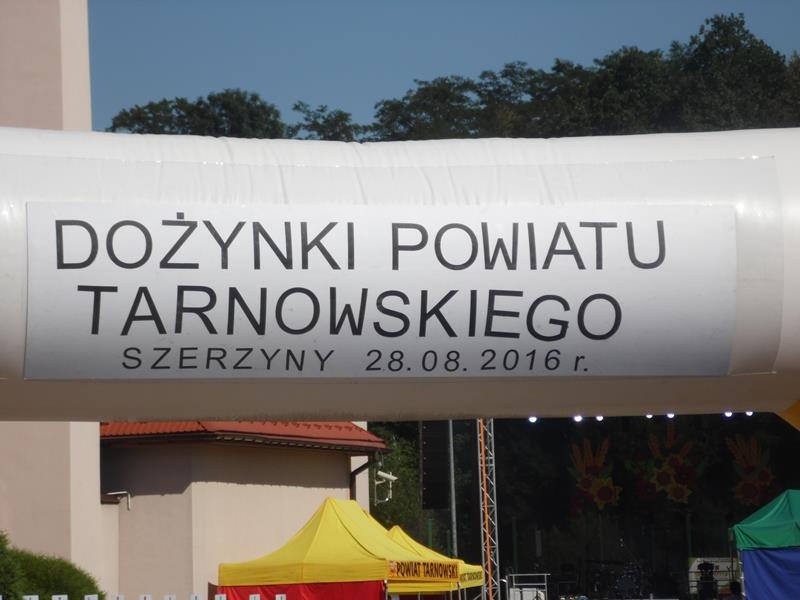 DOŻYNKI POWIATU
TARNOWSKIEGO
SZERZYNY 28.08.2016 r.
POWIAT TARNOWSKI